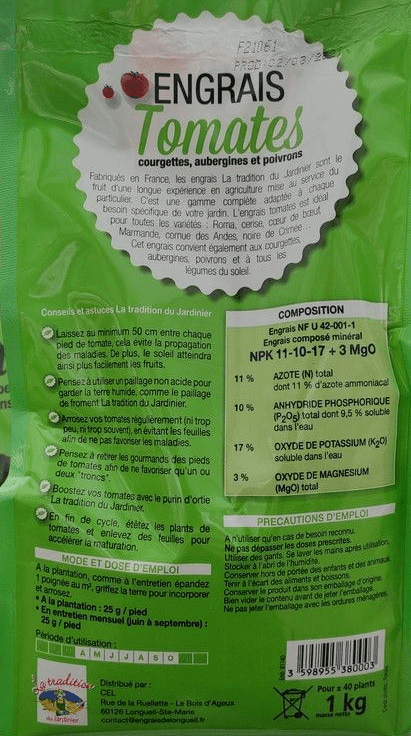 F21061
PROD 02/03/2
ENGRAIS
Tomates
courgettes, aubergines et poivrons
Fabriqués en France, les engrais La tradition du Jardinier sont le
fruit d'une longue expérience en agriculture mise au service du
particulier. C'est une gamme complète adaptée à chaque
besoin spécifique de votre jardin. L'engrais tomates est idéal
pour toutes les variétés : Roma, cerise, cœur de bœuf,
Marmande, cornue des Andes, noire de Crimée...
Cet engrais convient également aux courgettes,
aubergines, poivrons et à tous les
légumes du soleil.
Conseils et astuces La tradition du Jardinier
Laissez au minimum 50 cm entre chaque
pied de tomate, cela évite la propagation
des maladies. De plus, le soleil atteindra
ainsi plus facilement les fruits.
Pensez à utiliser un paillage non acide pour
garder la terre humide, comme le paillage
de froment La tradition du Jardinier.
Arrosez vos tomates régulièrement (ni trop
peu, ni trop souvent), en évitant les feuilles
afin de ne pas favoriser les maladies.
Pensez à retirer les gourmands des pieds
de tomates afin de ne favoriser qu'un ou
deux "troncs".
Boostez vos tomates avec le purin d'ortie
La tradition du Jardinier.
En fin de cycle, étêtez les plants de
tomates et enlevez des feuilles pour
accélérer la maturation.
MODE ET DOSE D'EMPLOI
A la plantation, comme à l'entretien épandez
1 poignée au m², griffez la terre pour incorporer
et arrosez.
• A la plantation : 25 g / pied
• En entretien mensuel (juin à septembre) :
25 g / pied
Période d'utilisation :
A M J J A S O
La tradition
du Jardinier
Distribué par :
CEL
Rue de la Ruellette - Le Bois d'Ageux
60126 Longueil-Ste-Marie
contact@engraisdelongueil.fr
COMPOSITION
Engrais NF U 42-001-1
Engrais composé minéral
NPK 11-10-17 + 3 MgO
11 % AZOTE (N) total
dont 11 % d'azote ammoniacal
10 % ANHYDRIDE PHOSPHORIQUE
(P2O5) total dont 9,5 % soluble
dans l'eau
17 % OXYDE DE POTASSIUM (K2O)
soluble dans l'eau
3 % OXYDE DE MAGNESIUM
(MgO) total
PRECAUTIONS D'EMPLOI
A n'utiliser qu'en cas de besoin reconnu.
Ne pas dépasser les doses prescrites.
Utiliser des gants. Se laver les mains après utilisation.
Stocker à l'abri de l'humidité.
Conserver hors de portée des enfants et des animaux.
Tenir à l'écart des aliments et boissons.
Conserver le produit dans son emballage d'origine.
Bien vider le contenu avant de jeter l'emballage.
Ne pas jeter l'emballage avec les ordures ménagères.
3 598955 380003
Pour ± 40 plants
1 kg
masse nette